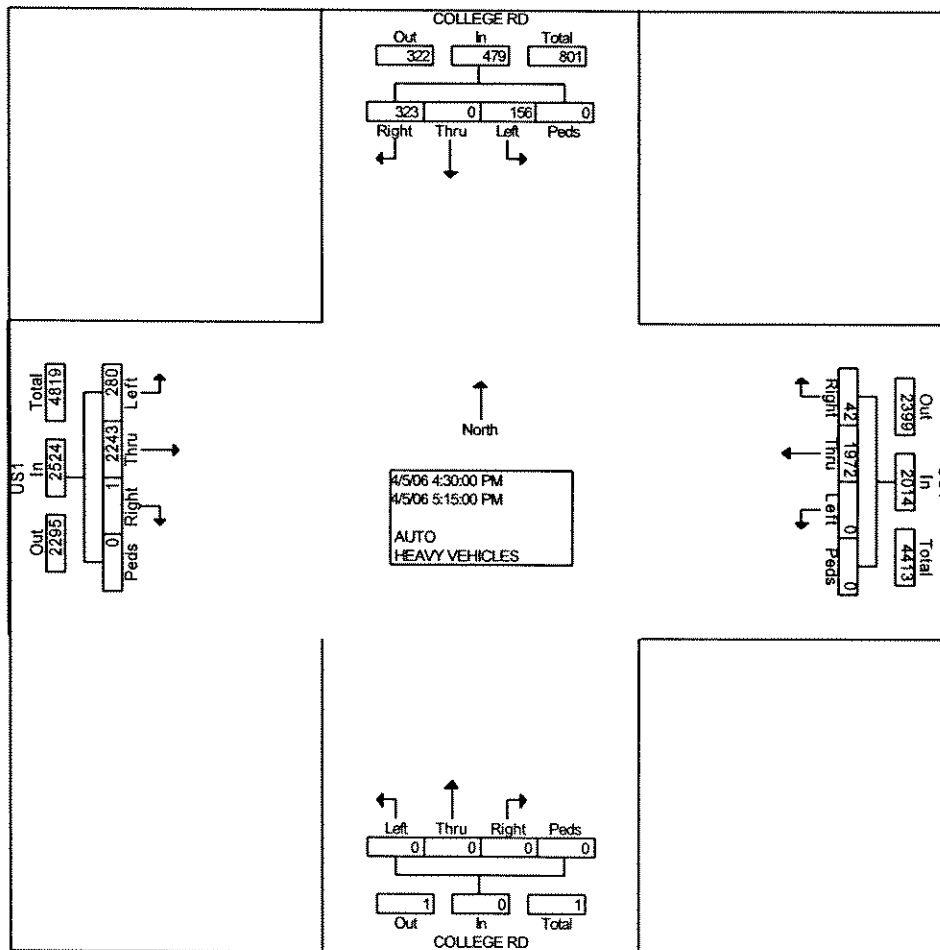 COLLEGE RD
Out In Total
322 479 801
323 0 156 0
Right Thru Left Peds
US1
Total In Out
4819 2524 2295
280 2243 1 0
Left Thru Right Peds
North
4/5/06 4:30:00 PM
4/5/06 5:15:00 PM
AUTO
HEAVY VEHICLES
Right Thru Left Peds
42 1972 0 0
2399 2014 4413
Out In Total
Left Thru Right Peds
0 0 0 0
1 0 1
Out In Total
COLLEGE RD